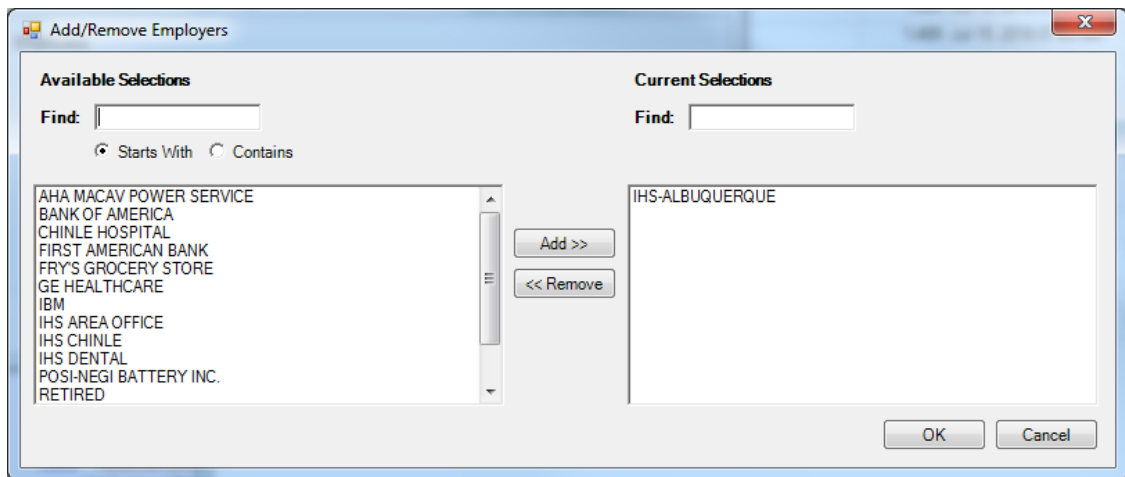 Add/Remove Employers
Available Selections
Find:
Starts With Contains
AHA MACAV POWER SERVICE
BANK OF AMERICA
CHINLE HOSPITAL
FIRST AMERICAN BANK
FRY'S GROCERY STORE
GE HEALTHCARE
IBM
IHS AREA OFFICE
IHS CHINLE
IHS DENTAL
POSI-NEGI BATTERY INC.
RETIRED
Add >>
<< Remove
Current Selections
Find:
IHS-ALBUQUERQUE
OK Cancel